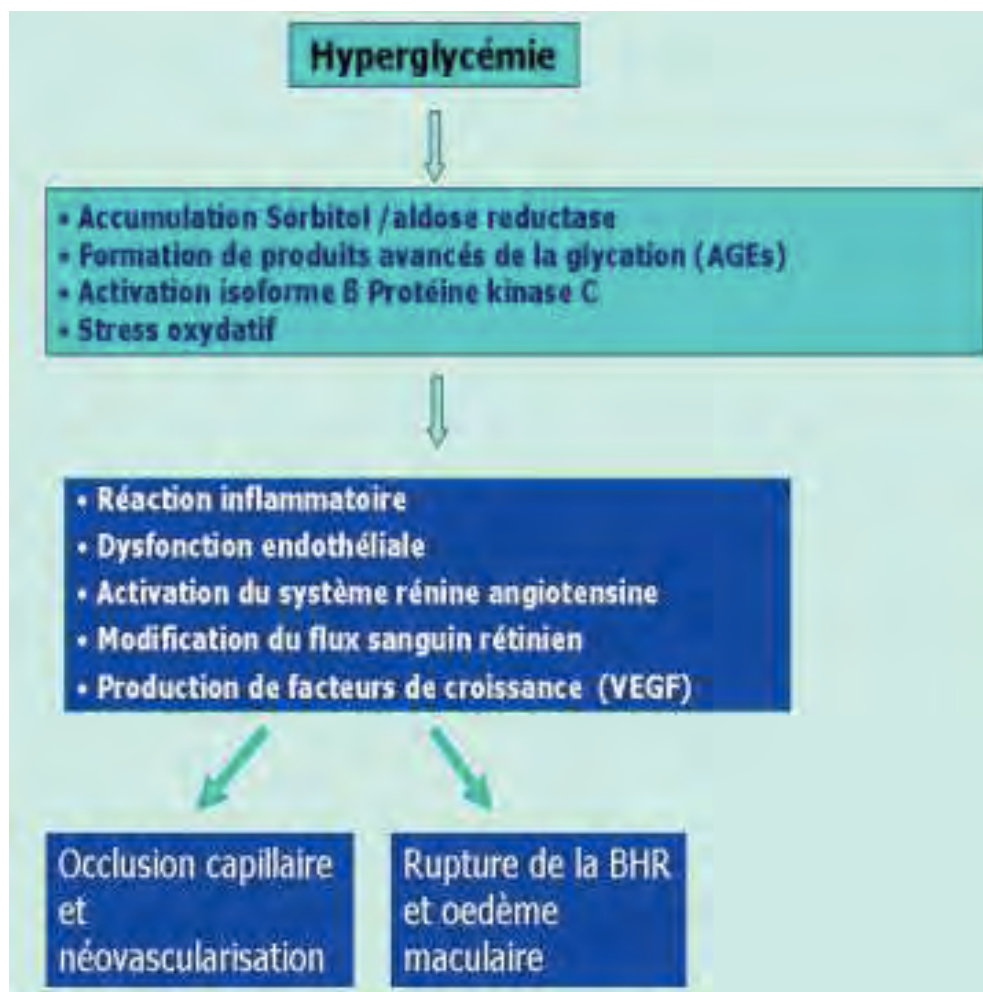 Hyperglycémie
• Accumulation Sorbitol /aldose reductase
• Formation de produits avancés de la glycation (AGEs)
• Activation isoforme ß Protéine kinase C
• Stress oxydatif
• Réaction inflammatoire
• Dysfonction endothéliale
• Activation du système rénine angiotensine
• Modification du flux sanguin rétinien
• Production de facteurs de croissance (VEGF)
Occlusion capillaire
et
néovascularisation
Rupture de la BHR
et oedème
maculaire